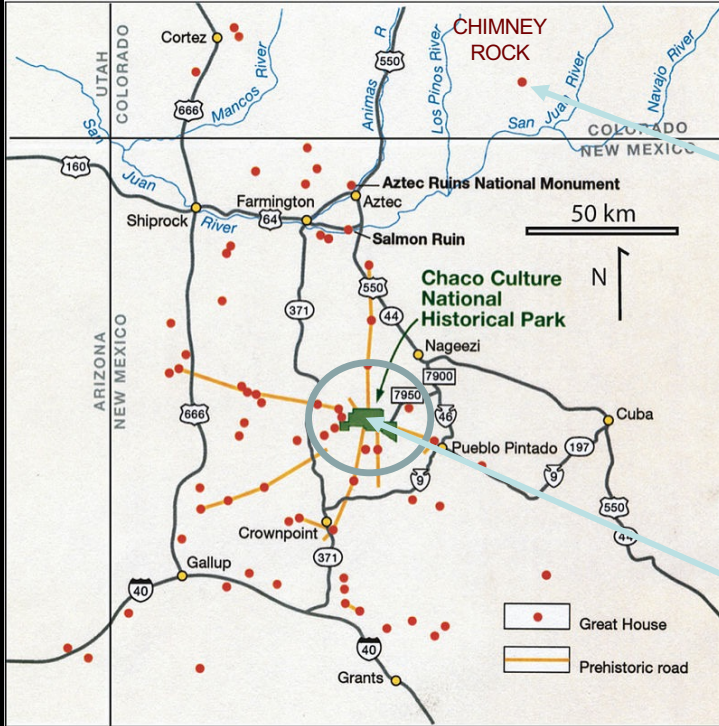 CHIMNEY
ROCK
Cortez
UTAH
COLORADO
Mancos River
666
Animas R
550
Los Pinos River
San Juan River
Navajo River
COLORADO
NEW MEXICO
San
Juan
River
160
Shiprock
Farmington
64
Aztec Ruins National Monument
Aztec
Salmon Ruin
50 km
N
Chaco Culture
National
Historical Park
550
371
44
Nageezi
7900
7950
46
ARIZONA
NEW MEXICO
666
Cuba
Pueblo Pintado
197
9
9
550
44
Crownpoint
371
Gallup
40
40
Grants
Great House
Prehistoric road